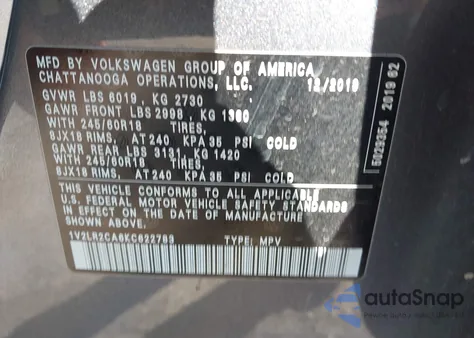 MFD BY VOLKSWAGEN GROUP OF AMERICA
CHATTANOOGA OPERATIONS, LLC. 12/2019
GVWR LBS 6019 , KG 2730
GAWR FRONT LBS 2998 , KG 1360
WITH 245/60R18 TIRES,
8JX18 RIMS, AT 240 KPA 35 PSI COLD
GAWR REAR LBS 3131 , KG 1420
WITH 245/60R18 TIRES,
8JX18 RIMS, AT 240 KPA 35 PSI COLD
THIS VEHICLE CONFORMS TO ALL APPLICABLE
U.S. FEDERAL MOTOR VEHICLE SAFETY STANDARDS
IN EFFECT ON THE DATE OF MANUFACTURE
SHOWN ABOVE.
TYPE: MPV
2019 62
autoSnap